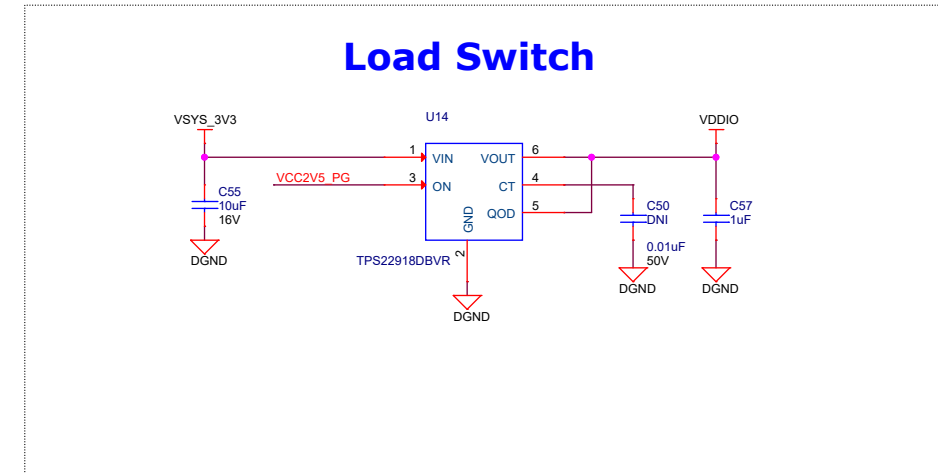 Load Switch
U14
VSYS_3V3
VDDIO
1
VIN
VOUT
6
VCC2V5_PG
3
ON
CT
4
C55
10uF
16V
QOD
5
C50
DNI
0.01uF
50V
C57
1uF
GND
2
TPS22918DBVR
DGND
DGND
DGND
DGND